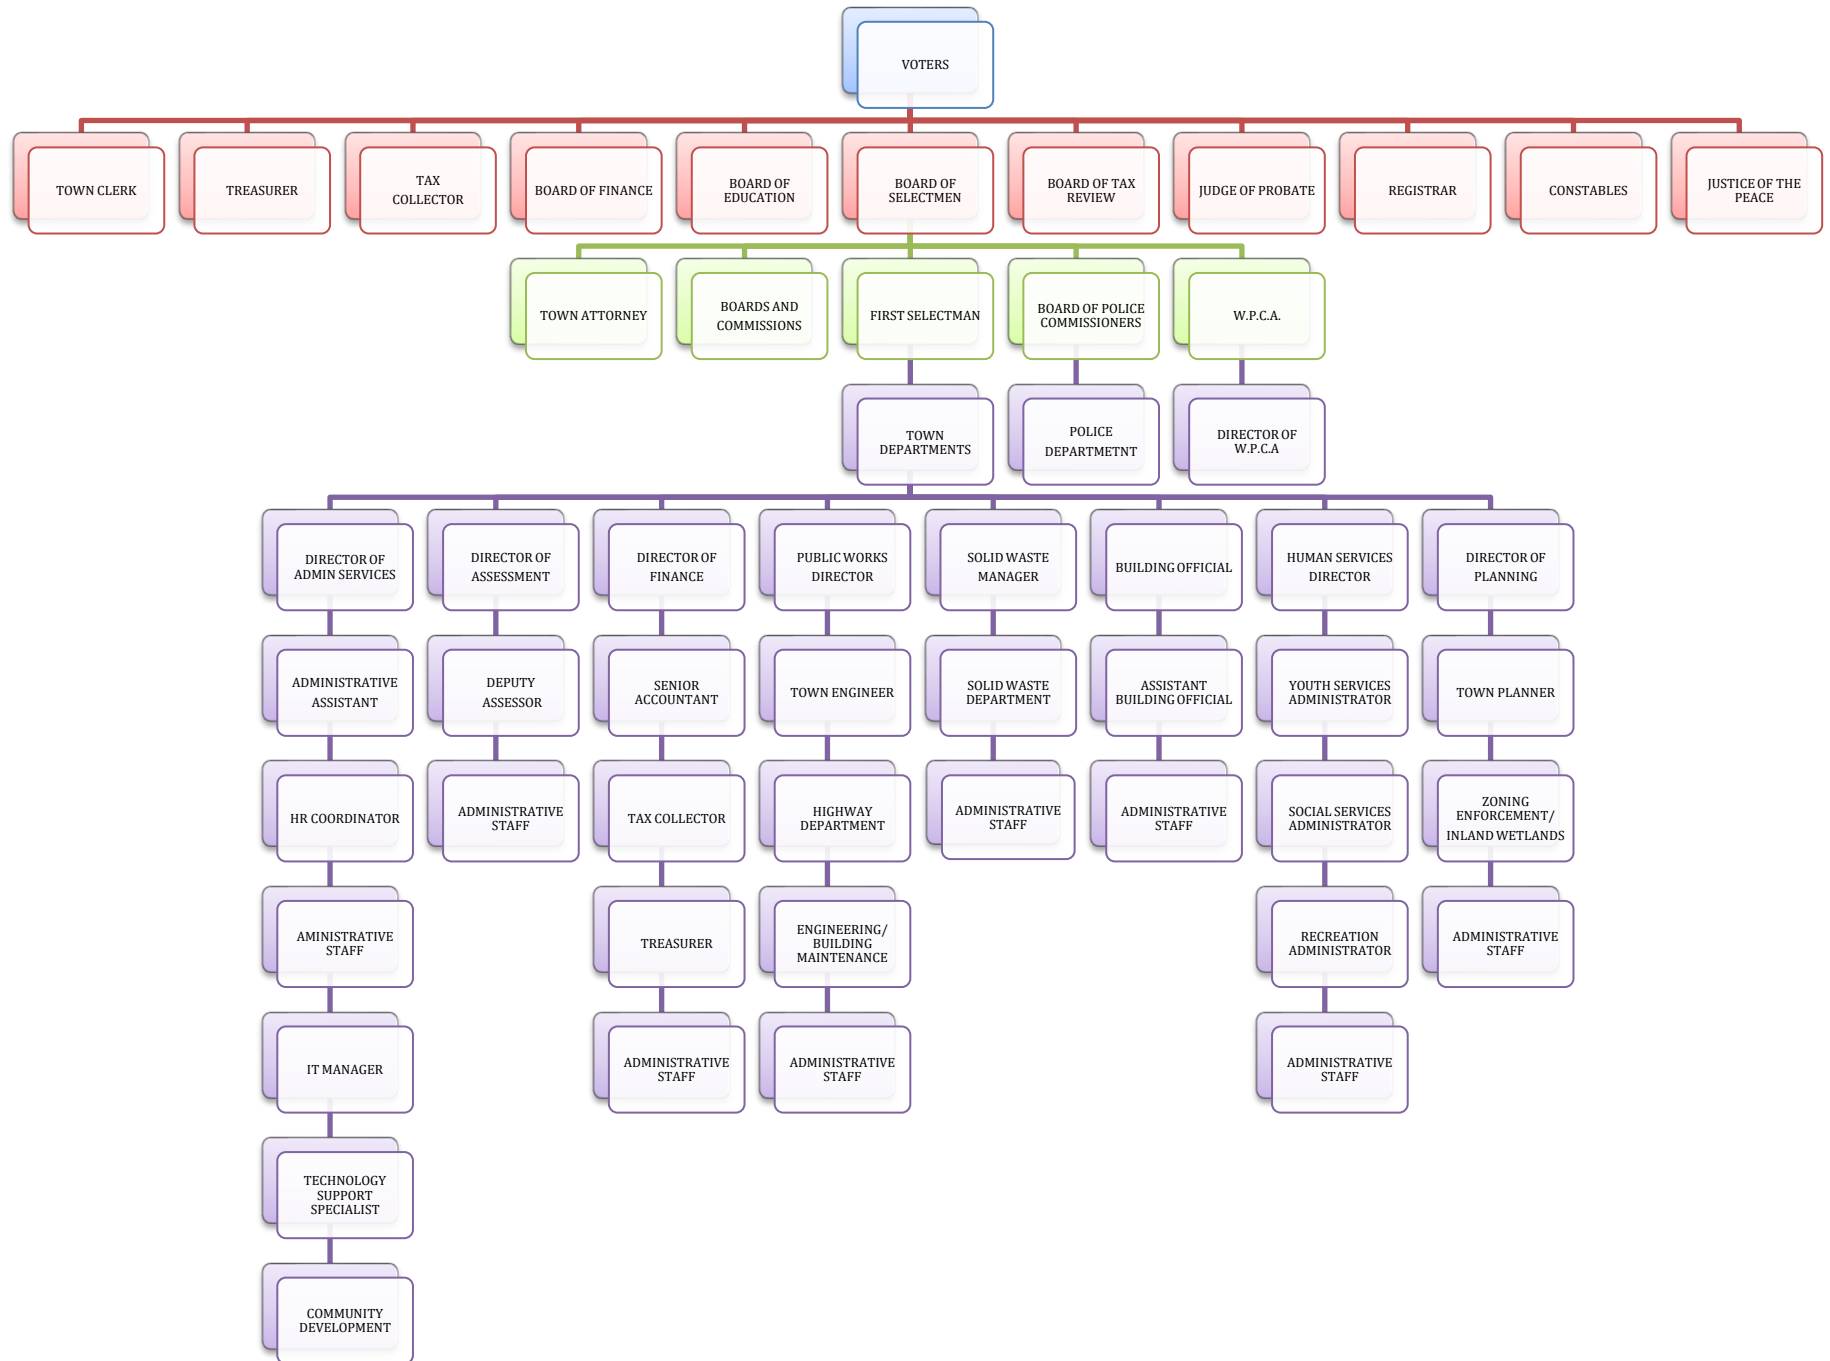 VOTERS
TOWN CLERK
TREASURER
TAX
COLLECTOR
BOARD OF FINANCE
BOARD OF
EDUCATION
BOARD OF
SELECTMEN
BOARD OF TAX
REVIEW
JUDGE OF PROBATE
REGISTRAR
CONSTABLES
JUSTICE OF THE
PEACE
TOWN ATTORNEY
BOARDS AND
COMMISSIONS
FIRST SELECTMAN
BOARD OF POLICE
COMMISSIONERS
W.P.C.A.
TOWN
DEPARTMENTS
POLICE
DEPARTMETNT
DIRECTOR OF
W.P.C.A
DIRECTOR OF
ADMIN SERVICES
DIRECTOR OF
ASSESSMENT
DIRECTOR OF
FINANCE
PUBLIC WORKS
DIRECTOR
SOLID WASTE
MANAGER
BUILDING OFFICIAL
HUMAN SERVICES
DIRECTOR
DIRECTOR OF
PLANNING
ADMINISTRATIVE
ASSISTANT
DEPUTY
ASSESSOR
SENIOR
ACCOUNTANT
TOWN ENGINEER
SOLID WASTE
DEPARTMENT
ASSISTANT
BUILDING OFFICIAL
YOUTH SERVICES
ADMINISTRATOR
TOWN PLANNER
HR COORDINATOR
ADMINISTRATIVE
STAFF
TAX COLLECTOR
HIGHWAY
DEPARTMENT
ADMINISTRATIVE
STAFF
ADMINISTRATIVE
STAFF
SOCIAL SERVICES
ADMINISTRATOR
ZONING
ENFORCEMENT/
INLAND WETLANDS
AMINISTRATIVE
STAFF
TREASURER
ENGINEERING/
BUILDING
MAINTENANCE
RECREATION
ADMINISTRATOR
ADMINISTRATIVE
STAFF
IT MANAGER
ADMINISTRATIVE
STAFF
ADMINISTRATIVE
STAFF
ADMINISTRATIVE
STAFF
TECHNOLOGY
SUPPORT
SPECIALIST
COMMUNITY
DEVELOPMENT